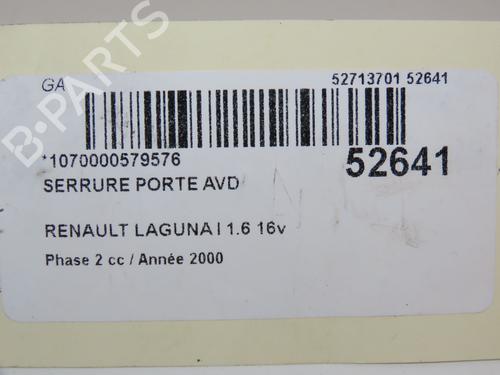 GA
52713701 52641
*1070000579576
52641
SERRURE PORTE AVD
RENAULT LAGUNA I 1.6 16v
Phase 2 cc / Année 2000
B-PARTS